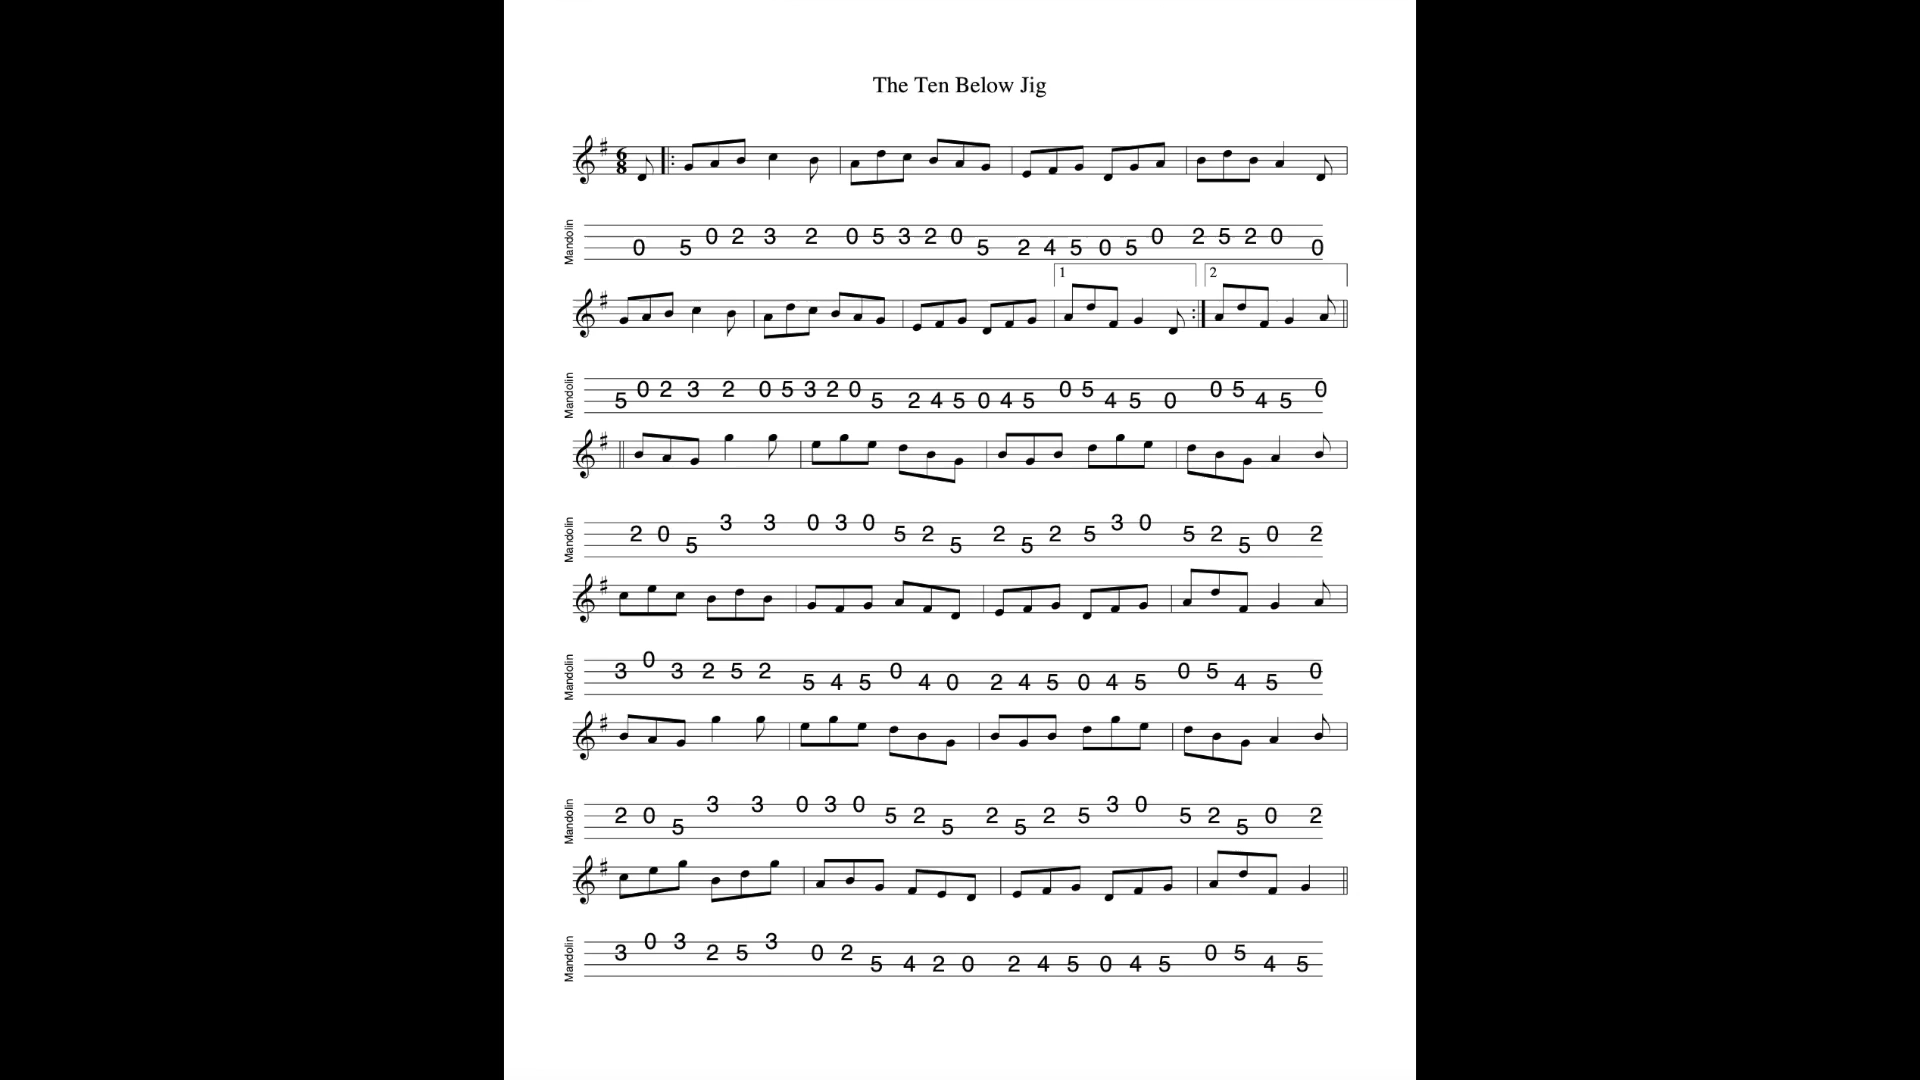 The Ten Below Jig
6
8
Mandolin 0 5 0 2 3 2 0 5 3 2 0 5 2 4 5 0 5 0 2 5 2 0 0
1 2
Mandolin 5 0 2 3 2 0 5 3 2 0 5 2 4 5 0 4 5 0 5 4 5 0 0 5 4 5 0
Mandolin 2 0 5 3 3 0 3 0 5 2 5 2 5 2 5 3 0 5 2 5 0 2
Mandolin 3 0 3 2 5 2 5 4 5 0 4 0 2 4 5 0 4 5 0 5 4 5 0
Mandolin 2 0 5 3 3 0 3 0 5 2 5 2 5 2 5 3 0 5 2 5 0 2
Mandolin 3 0 3 2 5 3 0 2 5 4 2 0 2 4 5 0 4 5 0 5 4 5